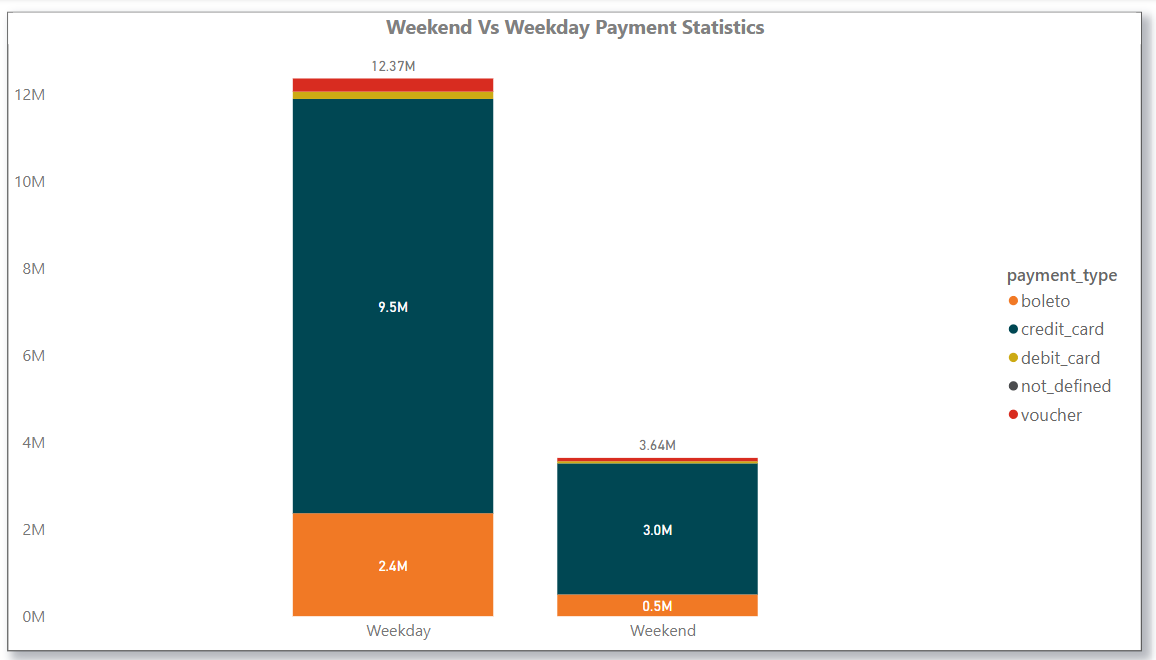 Weekend Vs Weekday Payment Statistics
12.37M
12M
10M
8M
6M
4M
2M
0M
9.5M
2.4M
3.64M
3.0M
0.5M
Weekday
Weekend
payment_type
boleto
credit_card
debit_card
not_defined
voucher